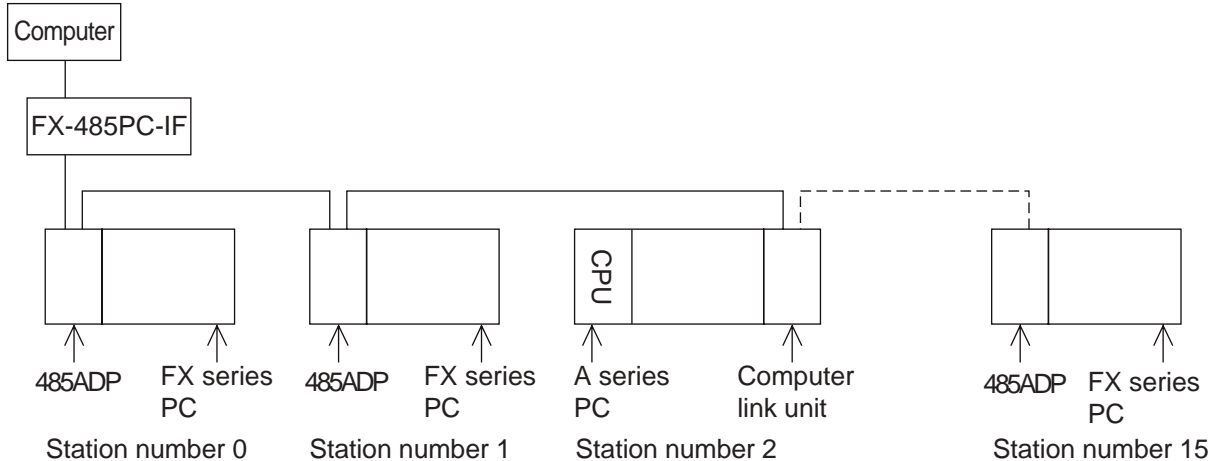 Computer
FX-485PC-IF
CPU
485ADP
FX series
PC
485ADP
FX series
PC
A series
PC
Computer
link unit
485ADP
FX series
PC
Station number 0
Station number 1
Station number 2
Station number 15